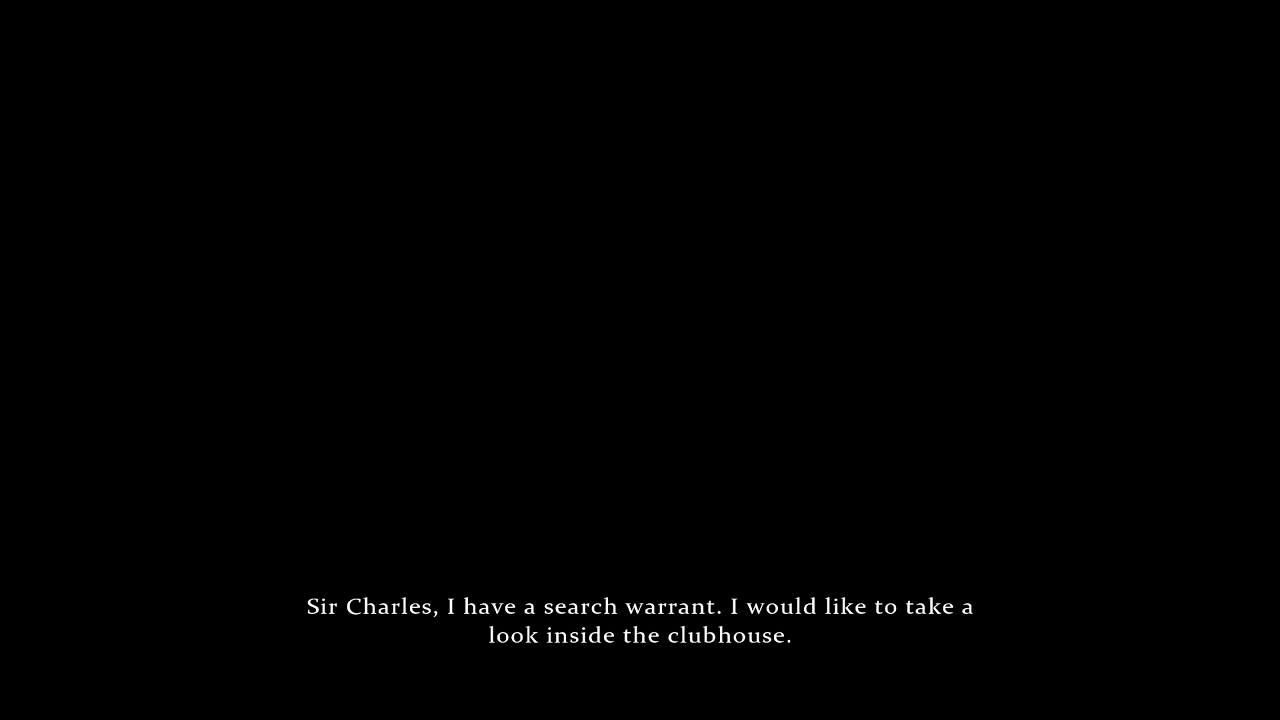 Sir Charles, I have a search warrant. I would like to take a
look inside the clubhouse.